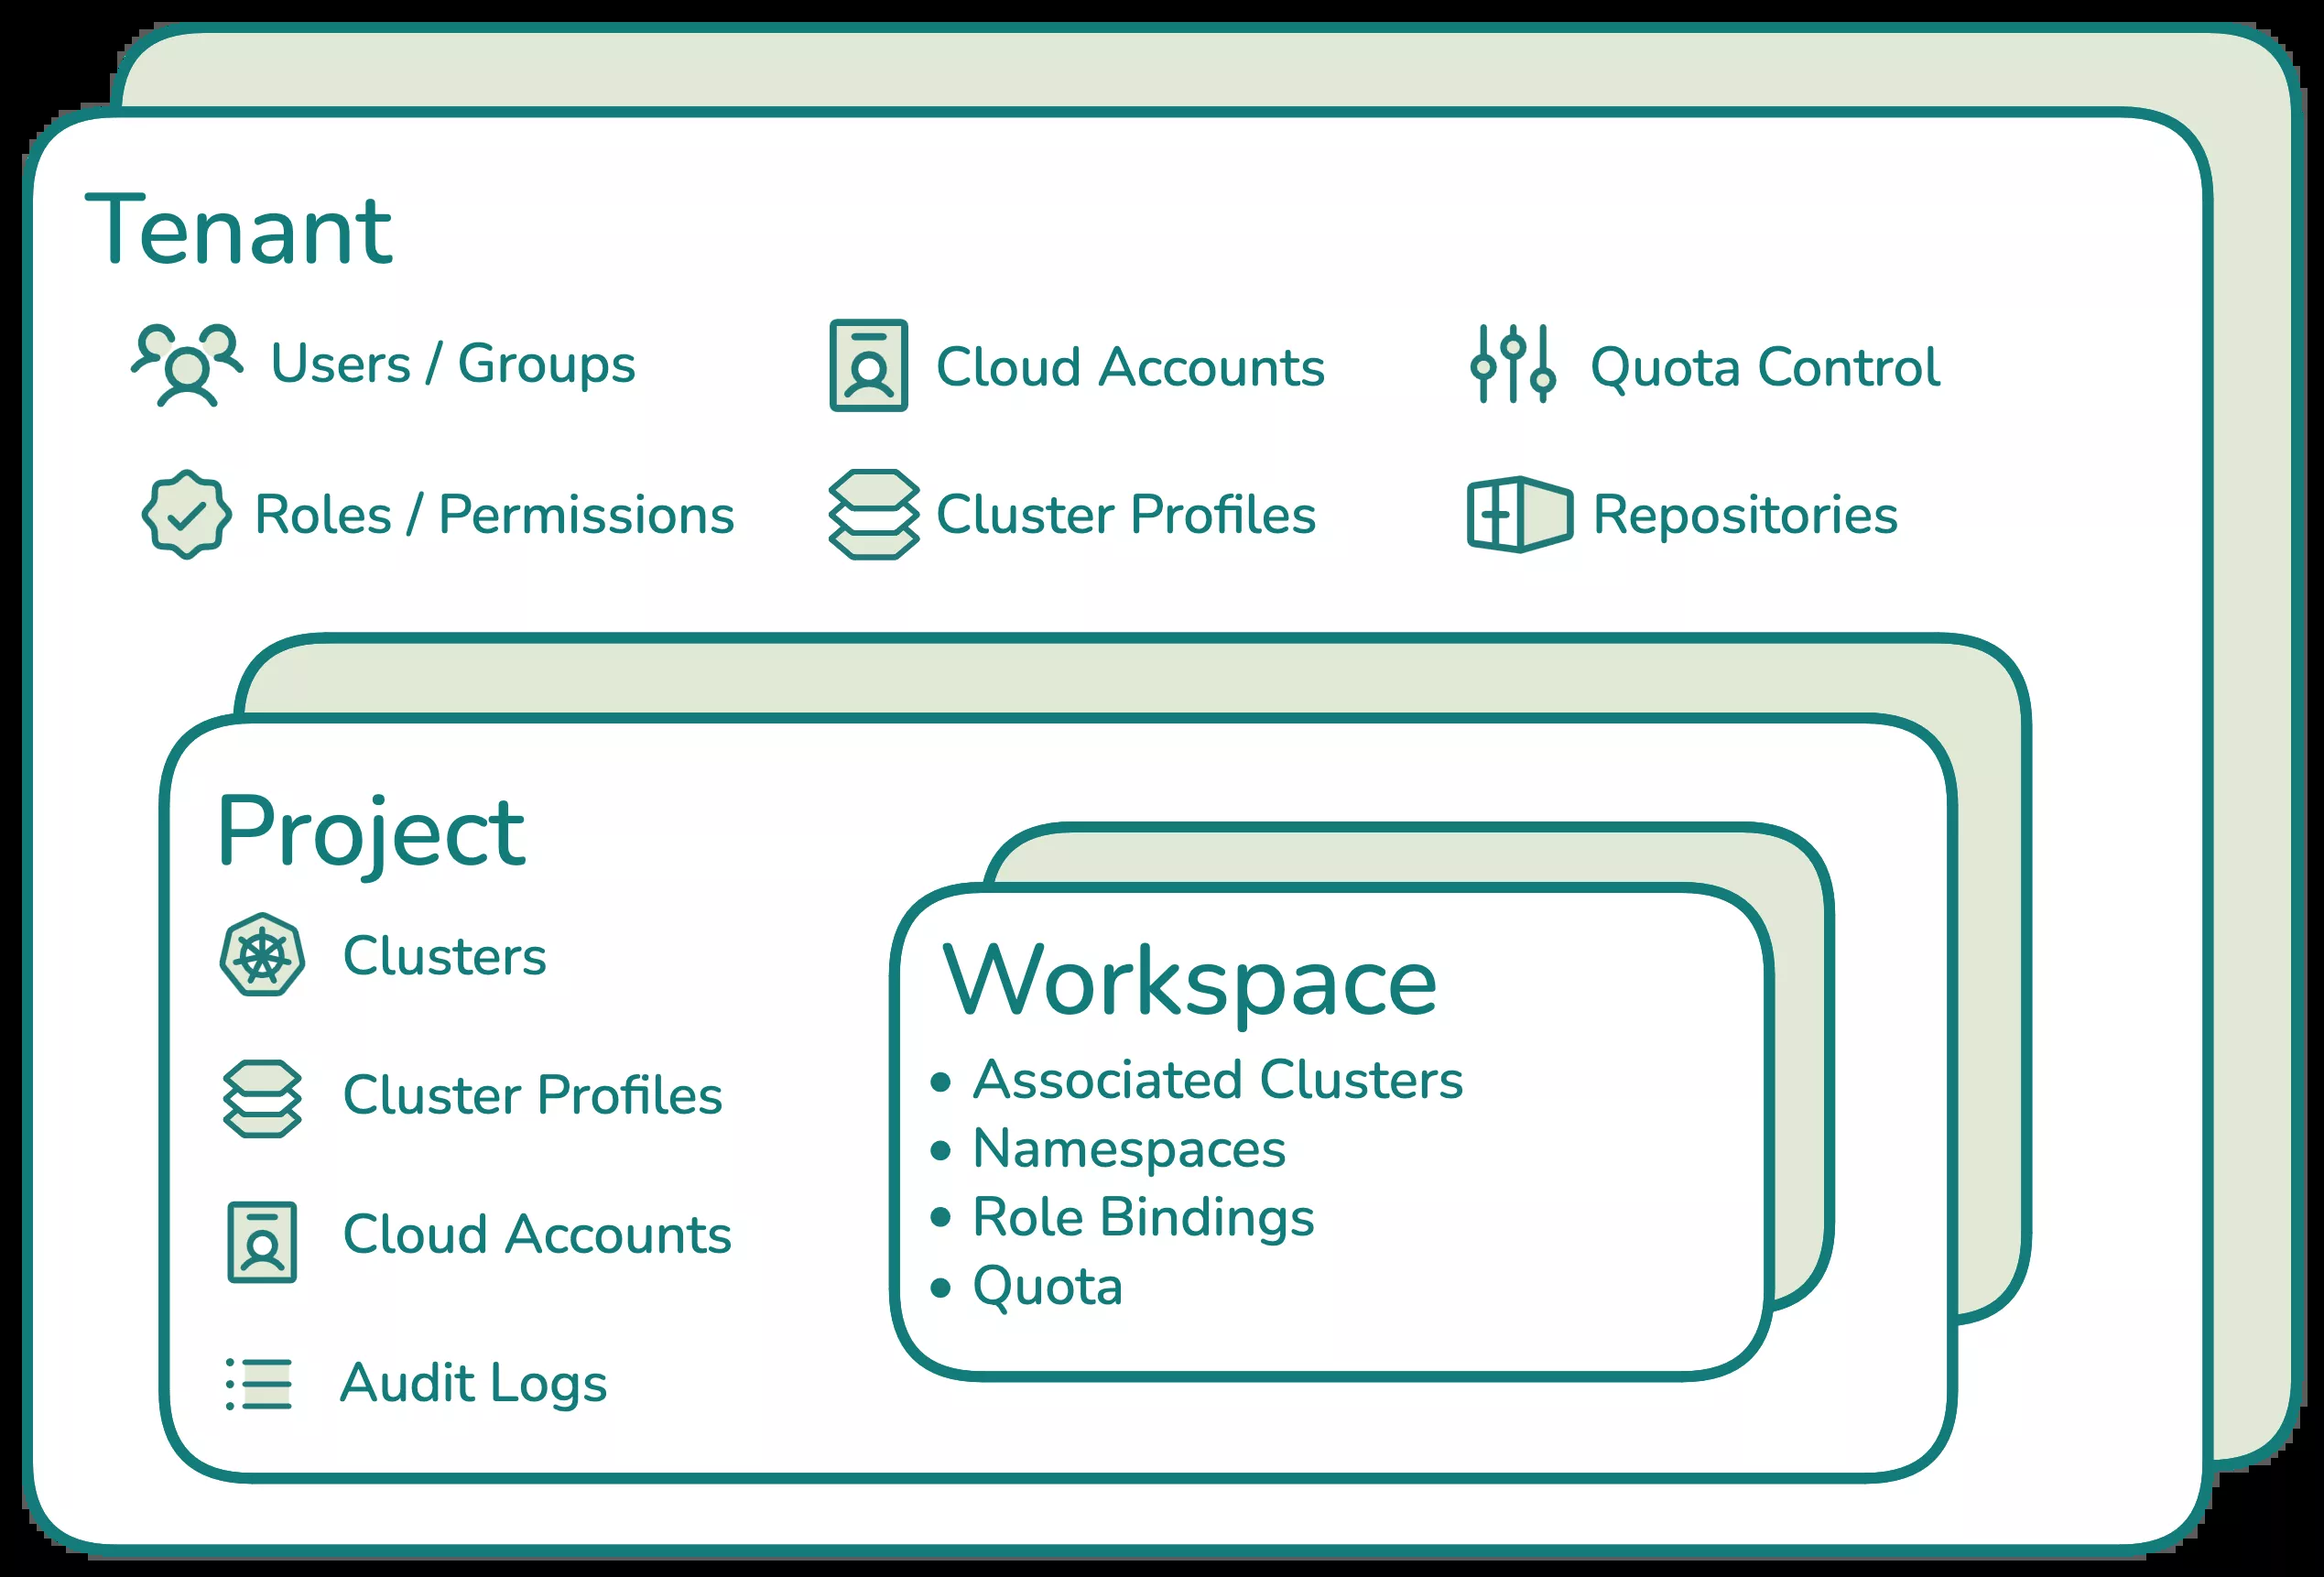 Tenant
Users / Groups
Cloud Accounts
Quota Control
Roles / Permissions
Cluster Profiles
Repositories
Project
Clusters
Cluster Profiles
Cloud Accounts
Audit Logs
Workspace
• Associated Clusters
• Namespaces
• Role Bindings
• Quota